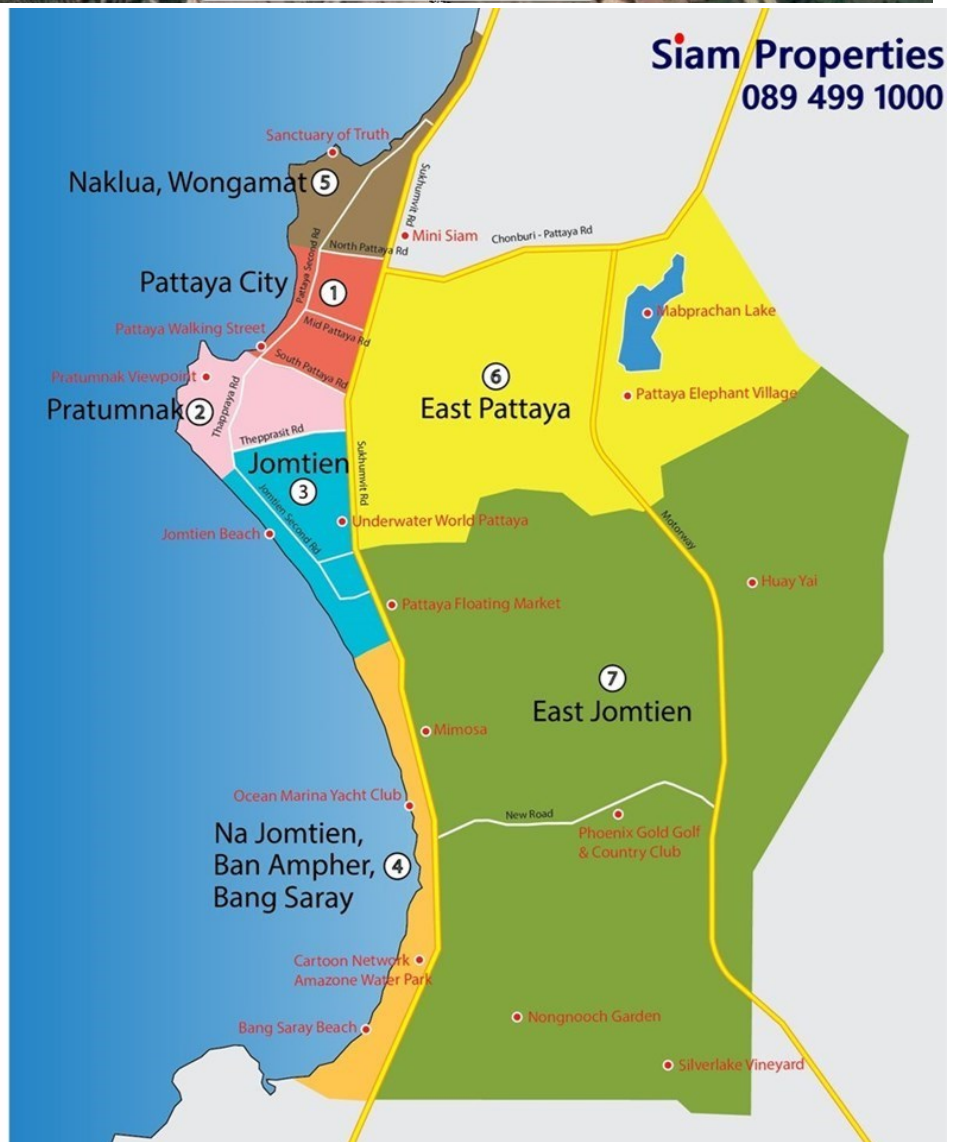 Siam Properties
089 499 1000
Sanctuary of Truth
Naklua, Wongamat 5
Sukhumvit Rd
Mini Siam
North Pattaya Rd
Chonburi - Pattaya Rd
Pattaya Second Rd
Pattaya City
1
Mabprachan Lake
Mid Pattaya Rd
Pattaya Walking Street
South Pattaya Rd
Pratumnak Viewpoint
6
East Pattaya
Pattaya Elephant Village
Pratumnak 2
Thappraya Rd
Thepprasit Rd
Sukhumvit Rd
Jomtien
3
Jomtien Second Rd
Underwater World Pattaya
Jomtien Beach
Motorway
Huay Yai
Pattaya Floating Market
7
East Jomtien
Mimosa
Ocean Marina Yacht Club
New Road
Phoenix Gold Golf
& Country Club
Na Jomtien,
Ban Ampher, 4
Bang Saray
Cartoon Network
Amazone Water Park
Bang Saray Beach
Nongnooch Garden
Silverlake Vineyard